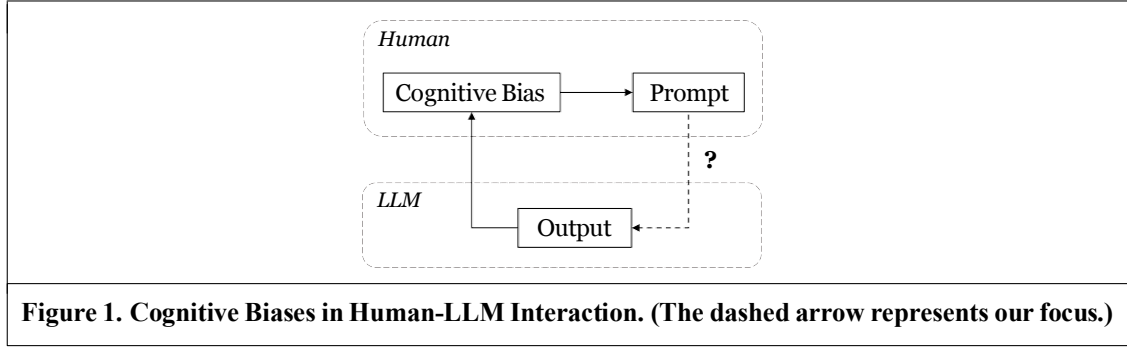 Human
Cognitive Bias
Prompt
?
LLM
Output
Figure 1. Cognitive Biases in Human-LLM Interaction. (The dashed arrow represents our focus.)